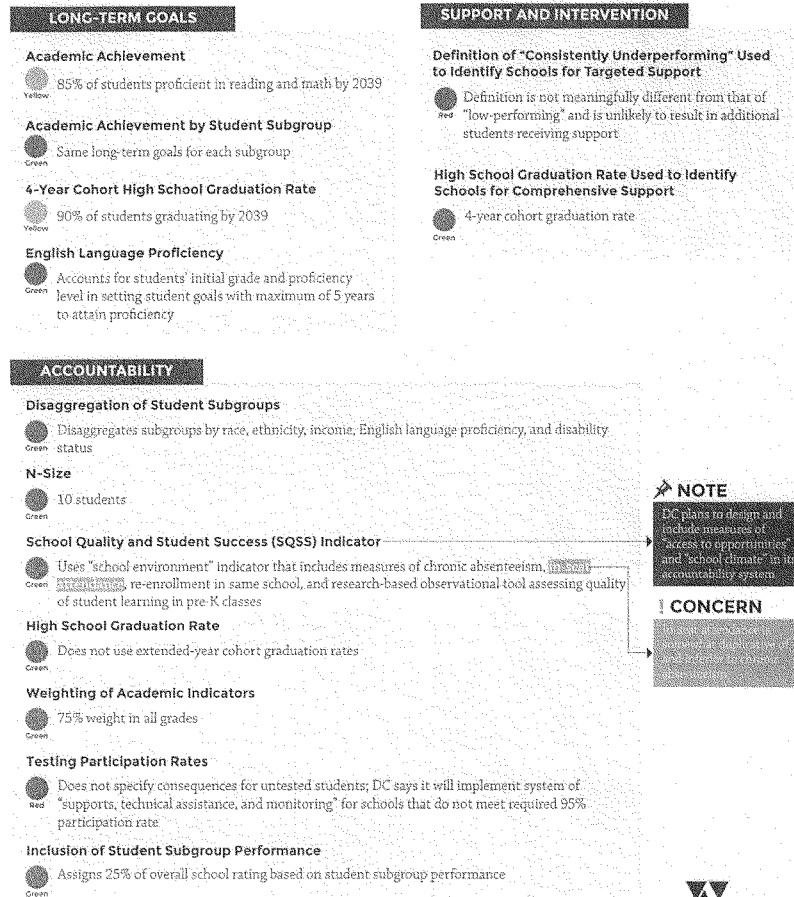 LONG-TERM GOALS
Academic Achievement
Yellow
85% of students proficient in reading and math by 2039
Academic Achievement by Student Subgroup
Green
Same long-term goals for each subgroup
4-Year Cohort High School Graduation Rate
Yellow
90% of students graduating by 2039
English Language Proficiency
Green
Accounts for students' initial grade and proficiency
level in setting student goals with maximum of 5 years
to attain proficiency
SUPPORT AND INTERVENTION
Definition of "Consistently Underperforming" Used
to Identify Schools for Targeted Support
Red
Definition is not meaningfully different from that of
"low-performing" and is unlikely to result in additional
students receiving support
High School Graduation Rate Used to Identify
Schools for Comprehensive Support
Green
4-year cohort graduation rate
ACCOUNTABILITY
Disaggregation of Student Subgroups
Green
Disaggregates subgroups by race, ethnicity, income, English language proficiency, and disability
status
N-Size
Green
10 students
School Quality and Student Success (SQSS) Indicator
Green
Uses "school environment" indicator that includes measures of chronic absenteeism, in-seat
attendance, re-enrollment in same school, and research-based observational tool assessing quality
of student learning in pre-K classes
High School Graduation Rate
Green
Does not use extended-year cohort graduation rates
Weighting of Academic Indicators
Green
75% weight in all grades
Testing Participation Rates
Red
Does not specify consequences for untested students; DC says it will implement system of
"supports, technical assistance, and monitoring" for schools that do not meet required 95%
participation rate
Inclusion of Student Subgroup Performance
Green
Assigns 25% of overall school rating based on student subgroup performance
NOTE
DC plans to design and
include measures of
"access to opportunities"
and "school climate" in its
accountability system
! CONCERN